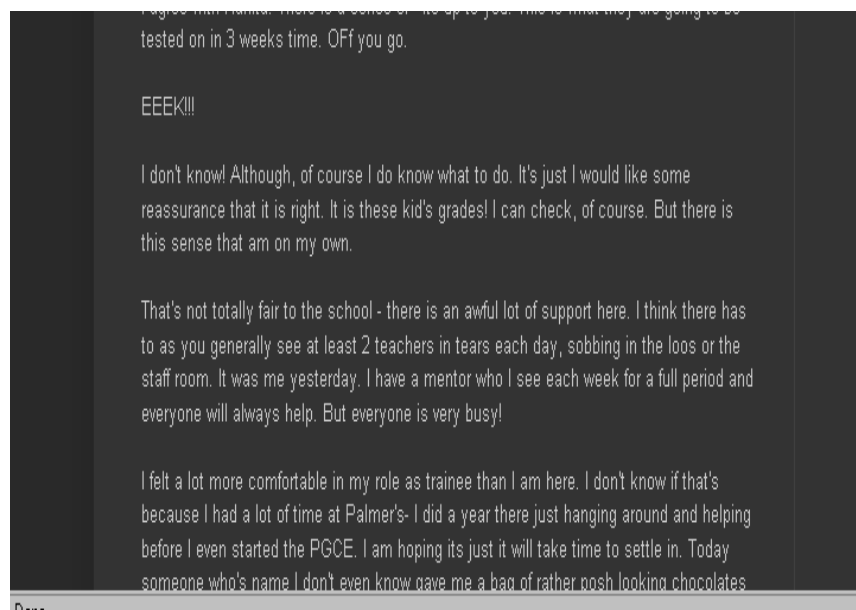 tested on in 3 weeks time. OFf you go.
EEEK!!!
I don't know! Although, of course I do know what to do. It's just I would like some
reassurance that it is right. It is these kid's grades! I can check, of course. But there is
this sense that am on my own.
That's not totally fair to the school - there is an awful lot of support here. I think there has
to as you generally see at least 2 teachers in tears each day, sobbing in the loos or the
staff room. It was me yesterday. I have a mentor who I see each week for a full period and
everyone will always help. But everyone is very busy!
I felt a lot more comfortable in my role as trainee than I am here. I don't know if that's
because I had a lot of time at Palmer's- I did a year there just hanging around and helping
before I even started the PGCE. I am hoping its just it will take time to settle in. Today
someone who's name I don't even know gave me a bag of rather posh looking chocolates